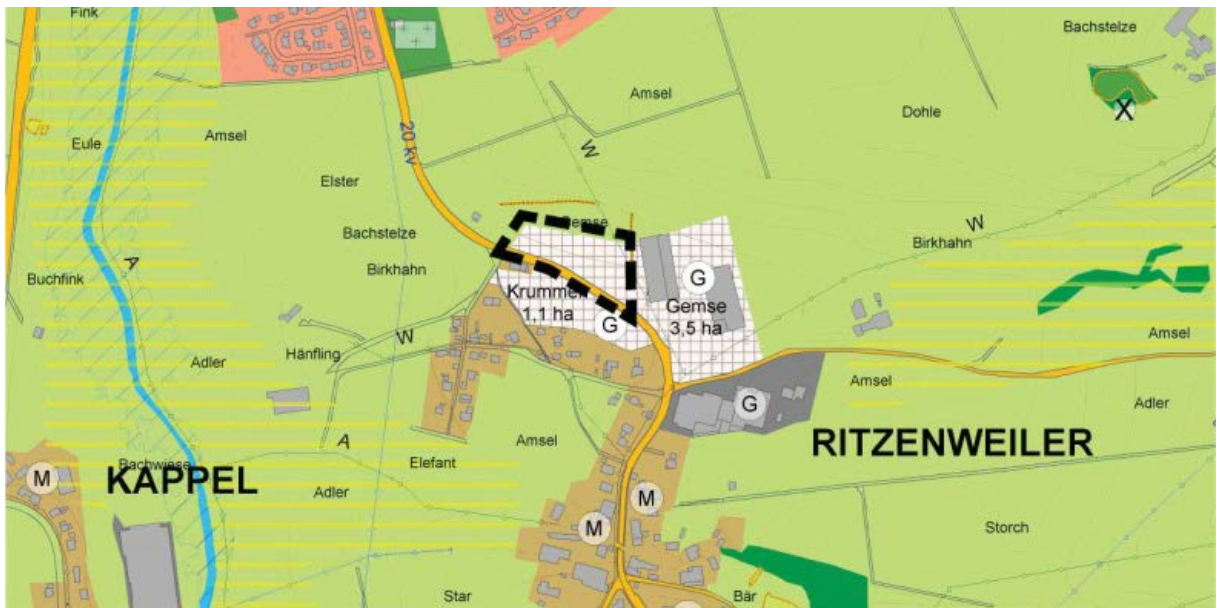 Fink
Bachstelze
Amsel
Dohle
X
Eule
Amsel
20 kv
W
Elster
Gemse
Bachstelze
W
Birkhahn
Birkhahn
A
Buchfink
G
Krummen
1,1 ha
Gemse
3,5 ha
G
W
Hänfling
Adler
Amsel
Amsel
G
Adler
A
Amsel
RITZENWEILER
Elefant
Bachwiese
M
KAPPEL
Adler
M
M
Storch
Star
Bär